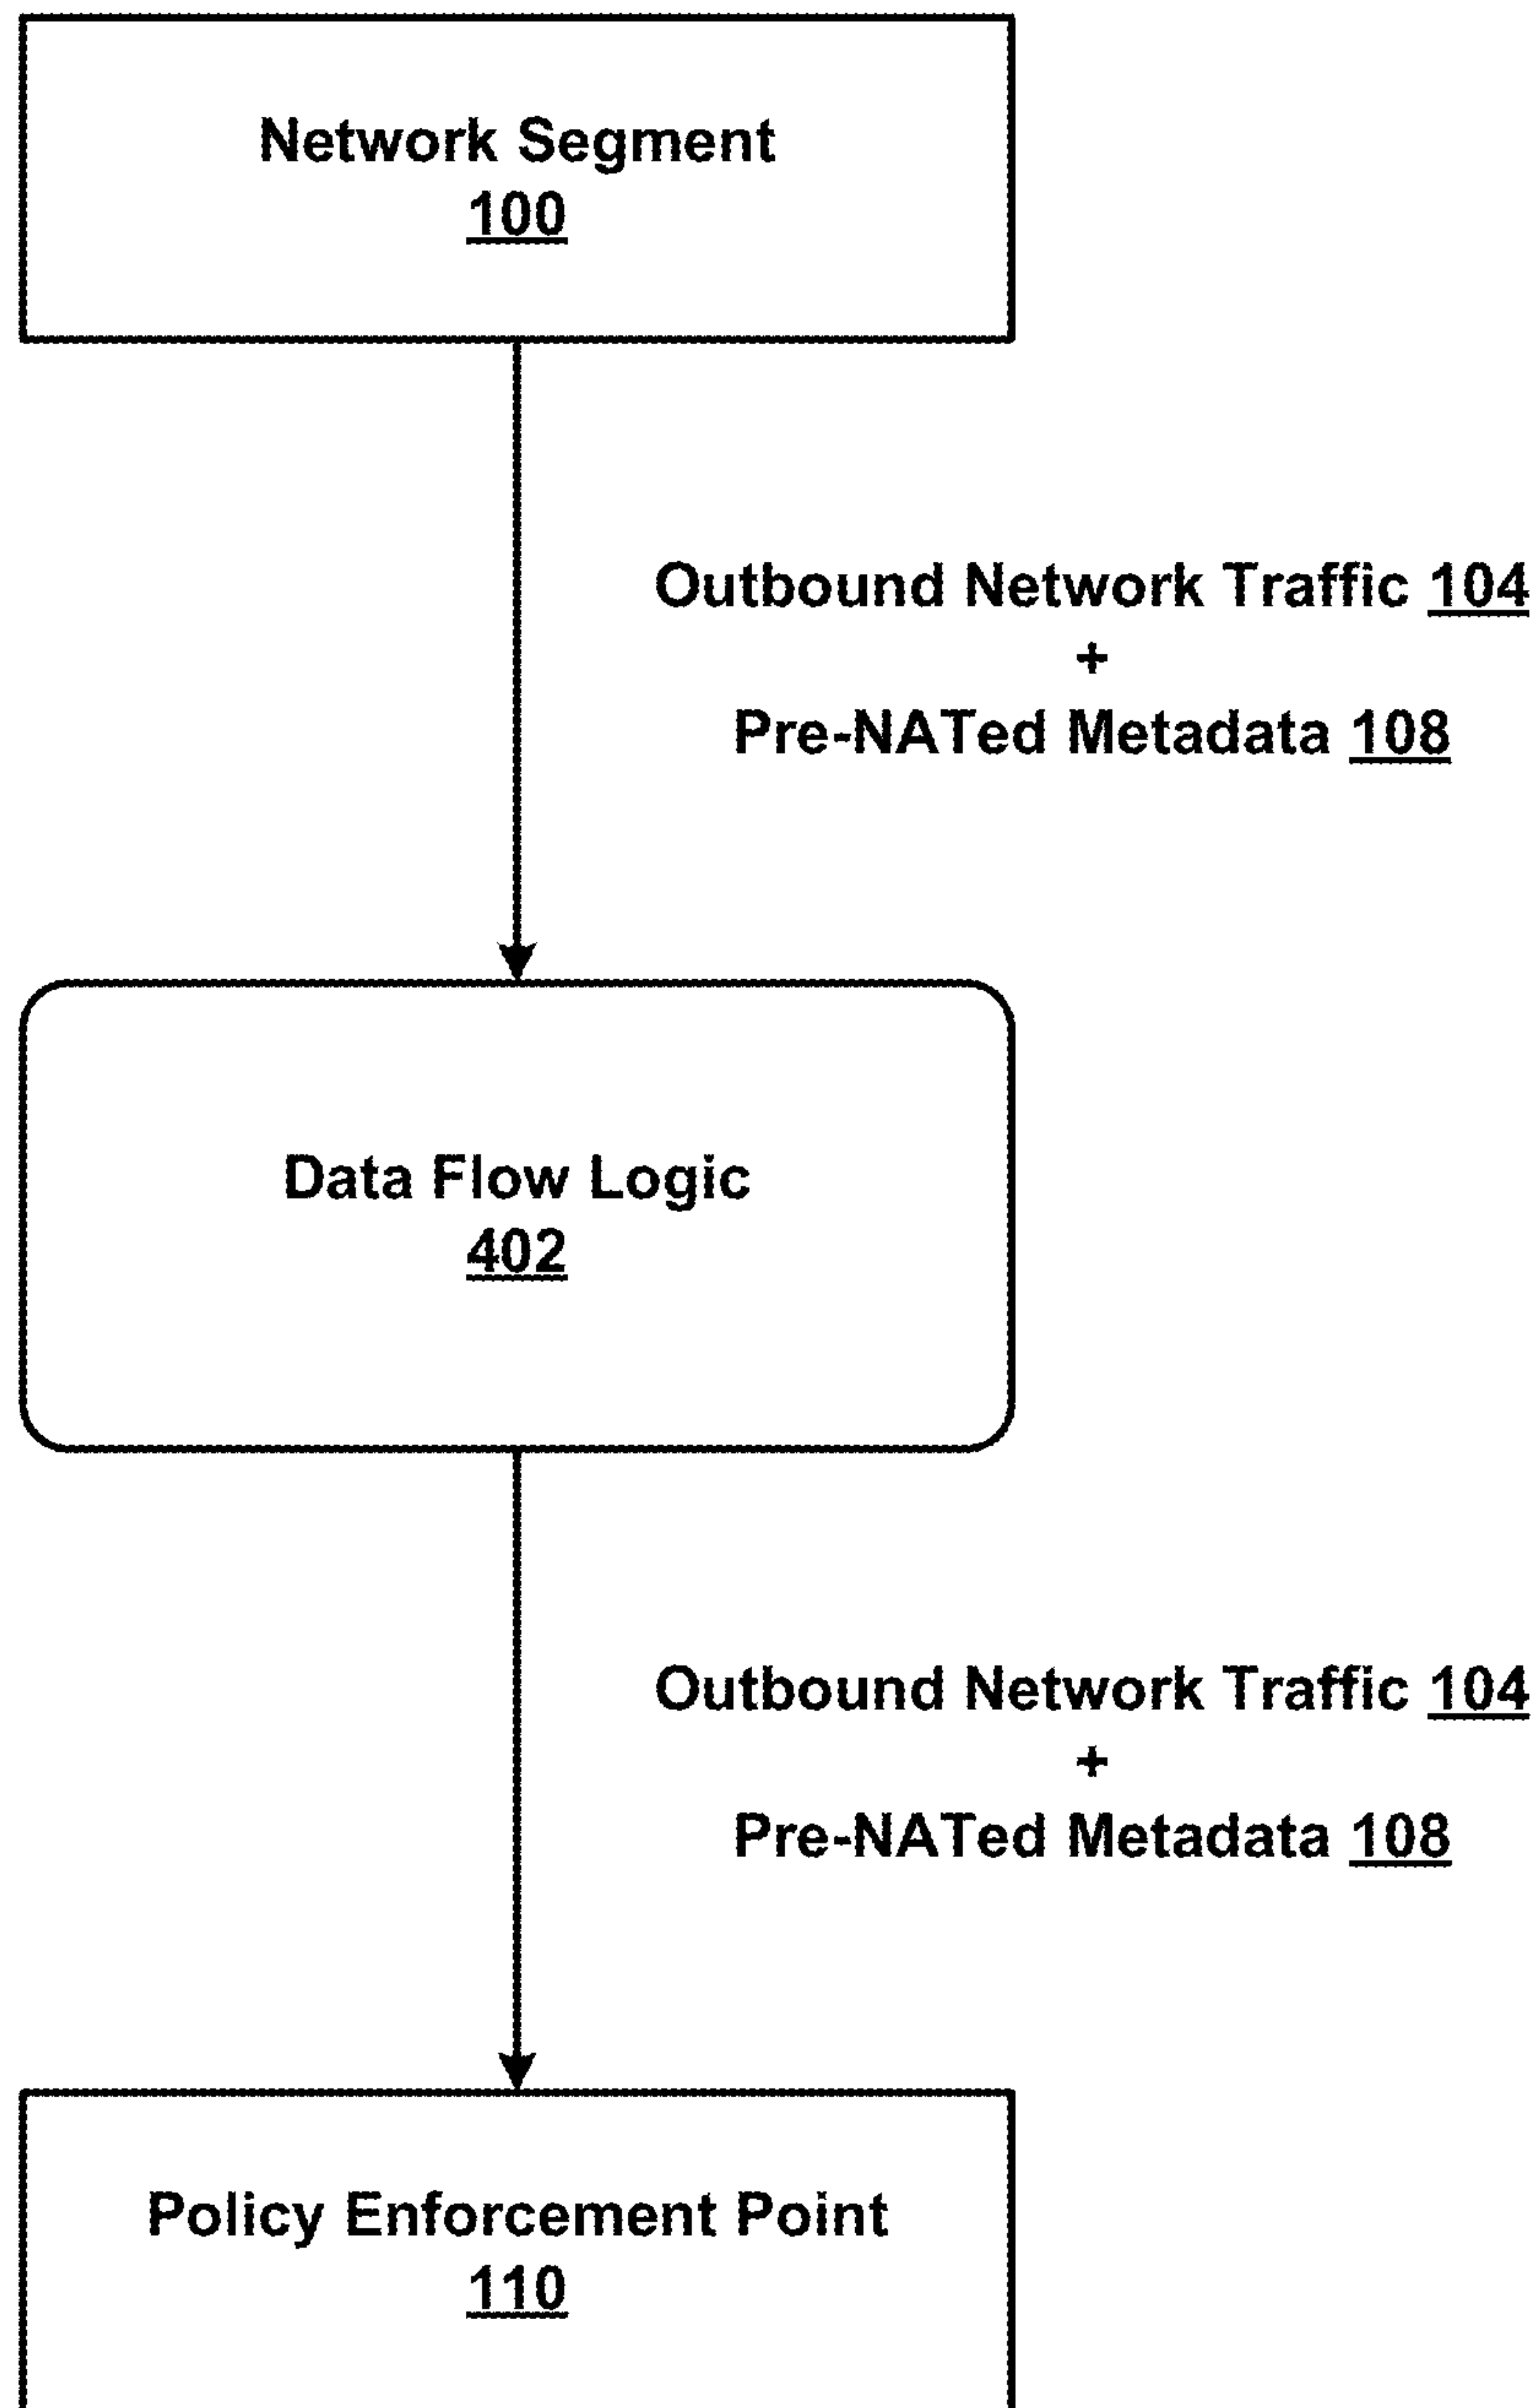 Network Segment
100
Outbound Network Traffic 104
+
Pre-NATed Metadata 108
Data Flow Logic
402
Outbound Network Traffic 104
+
Pre-NATed Metadata 108
Policy Enforcement Point
110